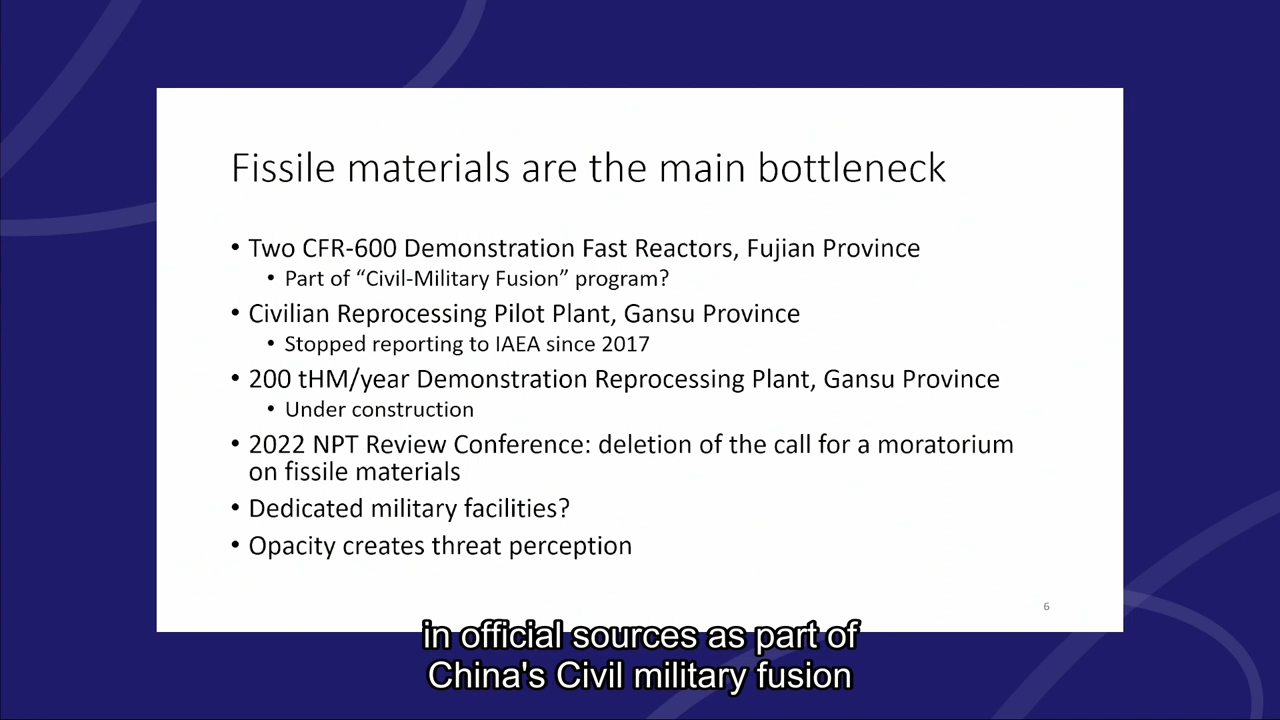 Fissile materials are the main bottleneck
• Two CFR-600 Demonstration Fast Reactors, Fujian Province
• Part of “Civil-Military Fusion” program?
• Civilian Reprocessing Pilot Plant, Gansu Province
• Stopped reporting to IAEA since 2017
• 200 tHM/year Demonstration Reprocessing Plant, Gansu Province
• Under construction
• 2022 NPT Review Conference: deletion of the call for a moratorium
on fissile materials
• Dedicated military facilities?
• Opacity creates threat perception
6
in official sources as part of
China's Civil military fusion